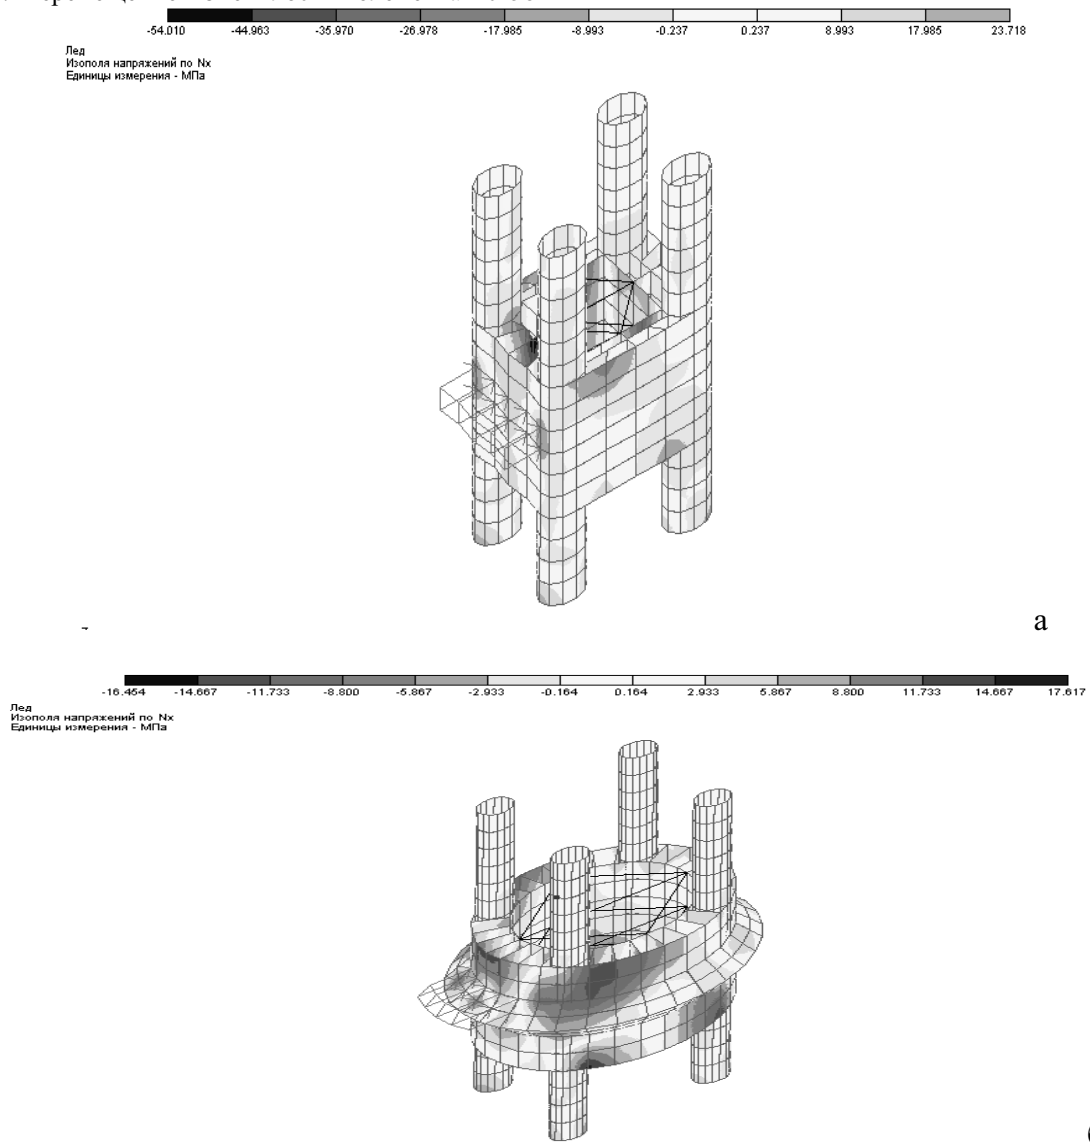 -54.010 -44.963 -35.970 -26.978 -17.985 -8.993 -0.237 0.237 8.993 17.985 23.718
Лед
Изополя напряжений по Nx
Единицы измерения - МПа
z
а
-16.454 -14.667 -11.733 -8.800 -5.867 -2.933 -0.164 0.164 2.933 5.867 8.800 11.733 14.667 17.617
Лед
Изополя напряжений по Nx
Единицы измерения - МПа